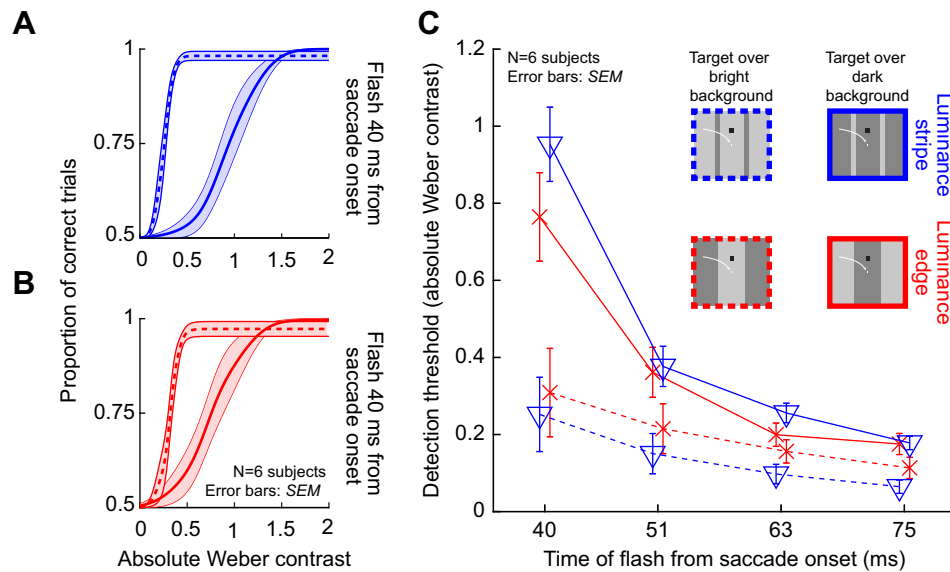 A
Proportion of correct trials
1
0.75
0.5
0
0.5
1
1.5
2
Flash 40 ms from
saccade onset
B
1
0.75
0.5
0
0.5
1
1.5
2
N=6 subjects
Error bars: SEM
Flash 40 ms from
saccade onset
Absolute Weber contrast
C
Detection threshold (absolute Weber contrast)
1.2
1
0.8
0.6
0.4
0.2
0
N=6 subjects
Error bars: SEM
Target over
bright
background
Target over
dark
background
Luminance
stripe
Luminance
edge
40
51
63
75
Time of flash from saccade onset (ms)